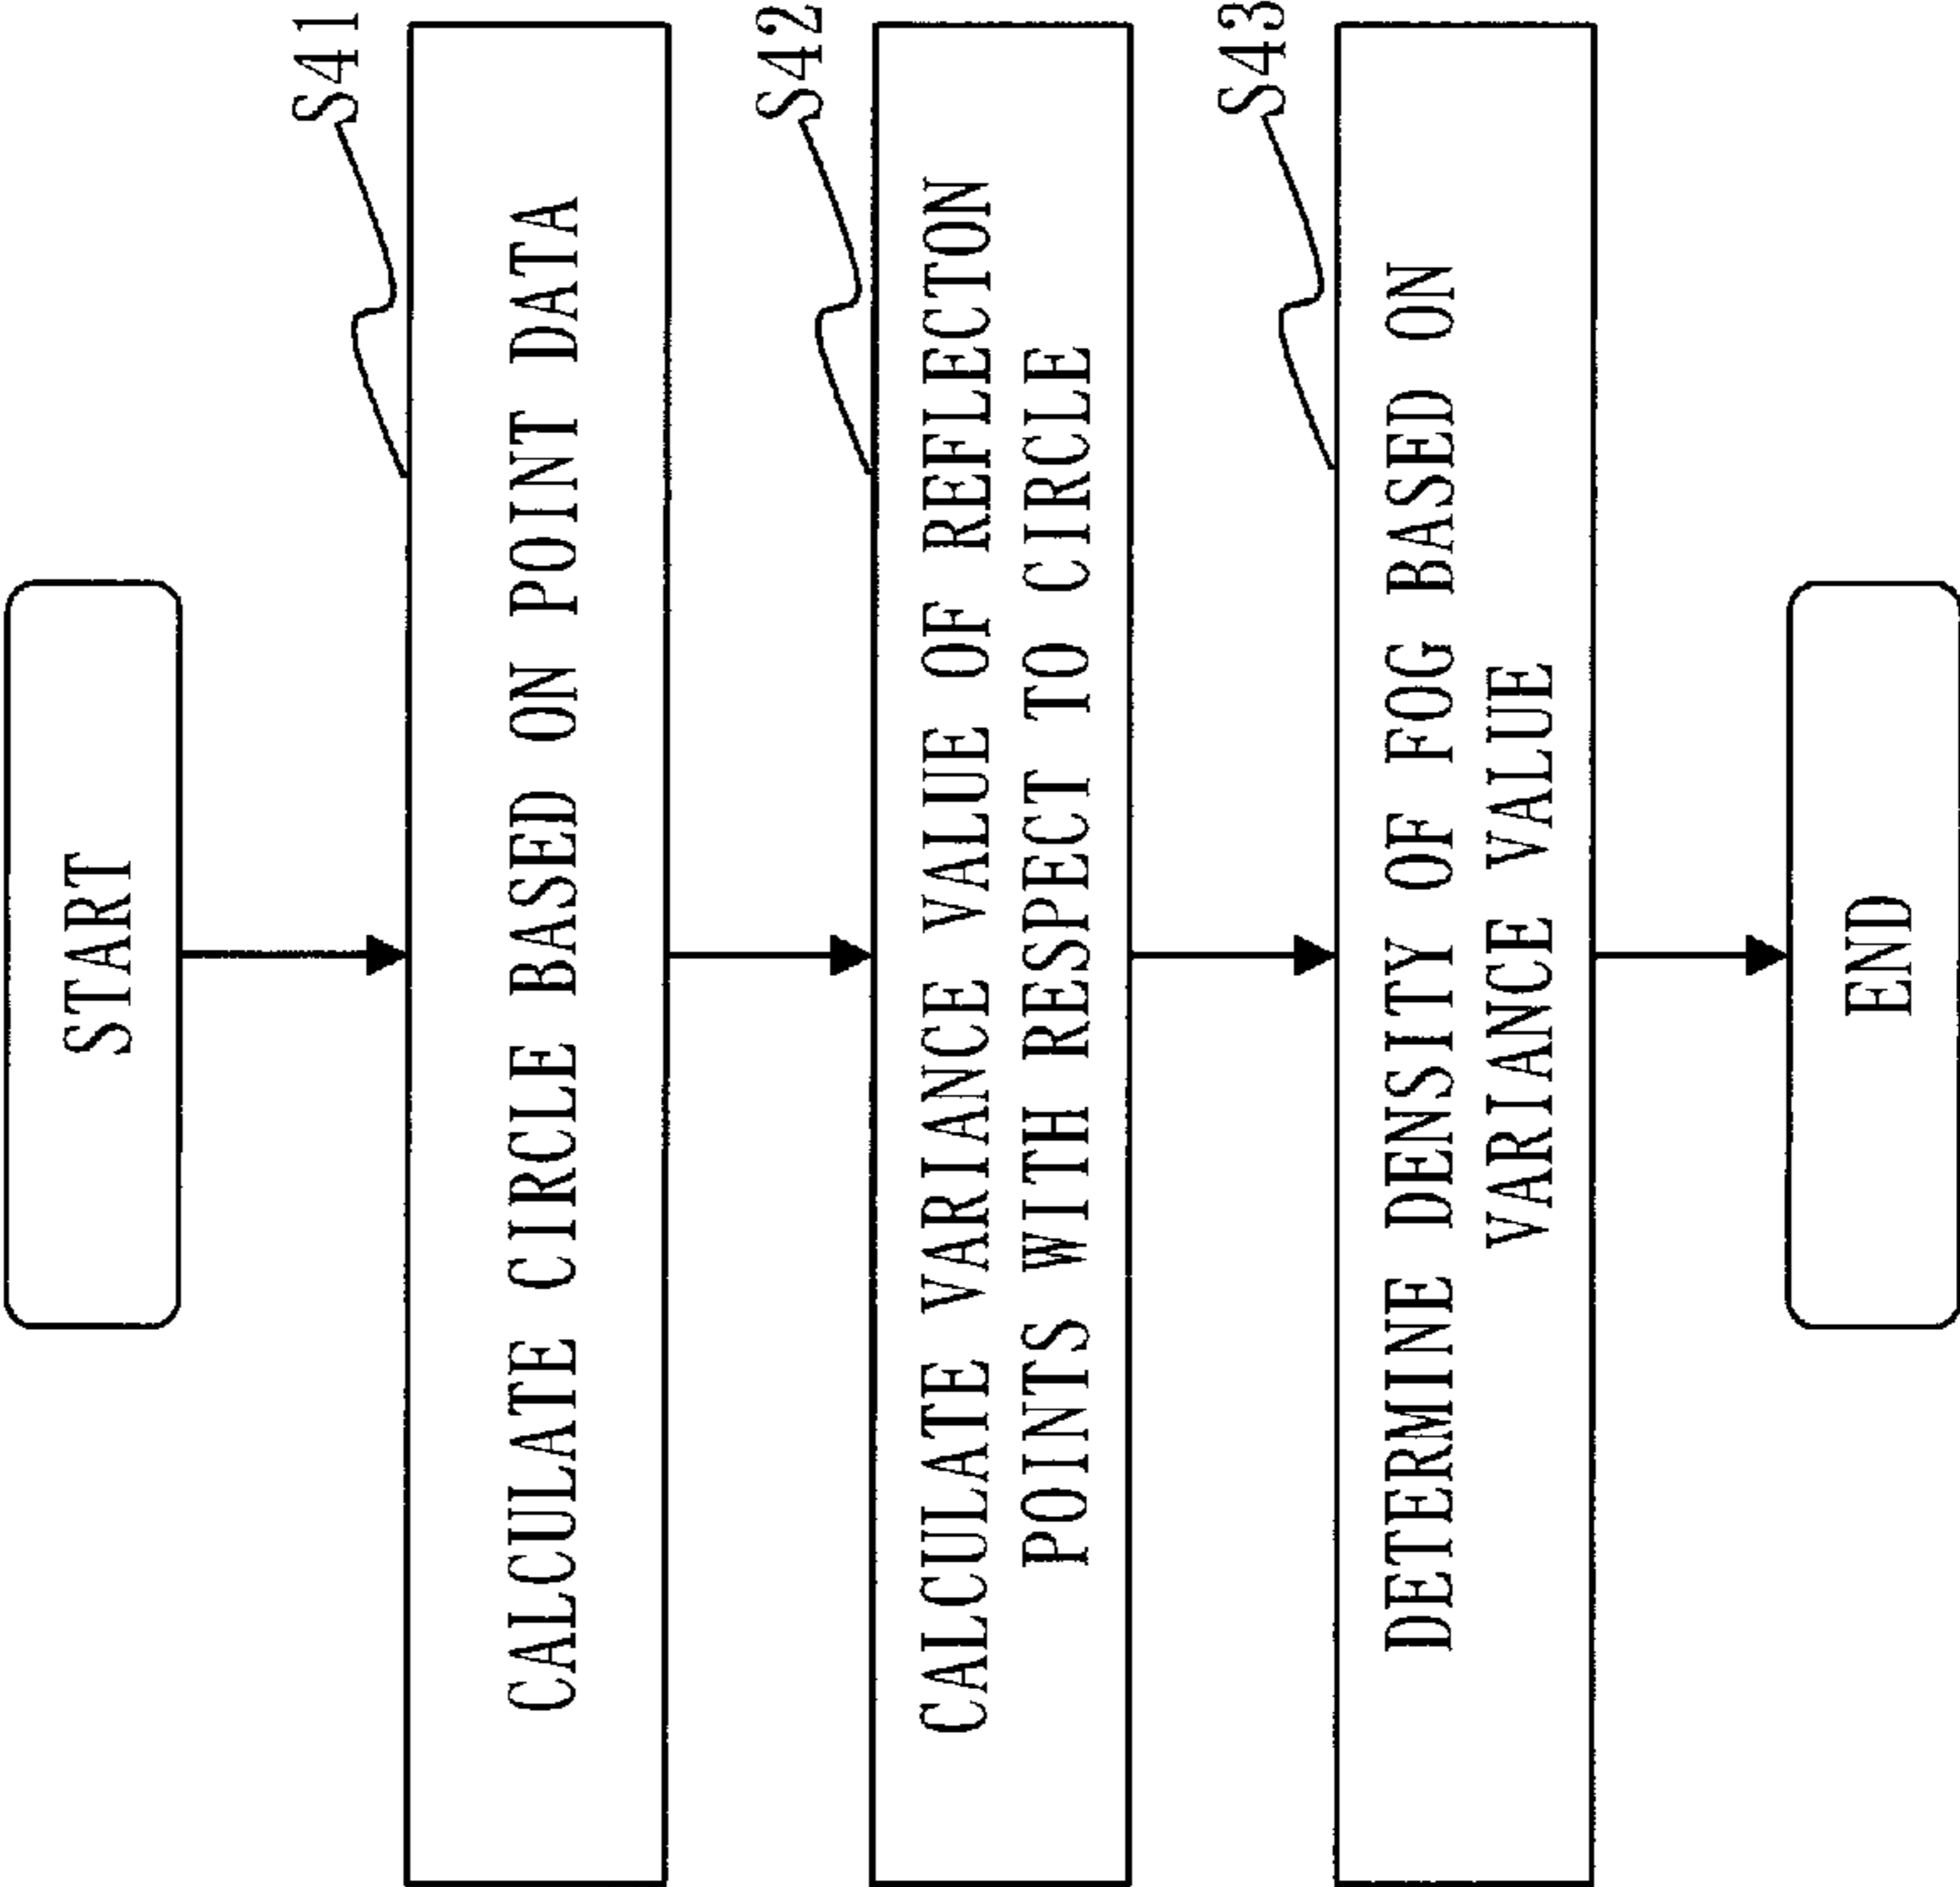 START
S41
CALCULATE CIRCLE BASED ON POINT DATA
S42
CALCULATE VARIANCE VALUE OF REFLECTON
POINTS WITH RESPECT TO CIRCLE
S43
DETERMINE DENSITY OF FOG BASED ON
VARIANCE VALUE
END